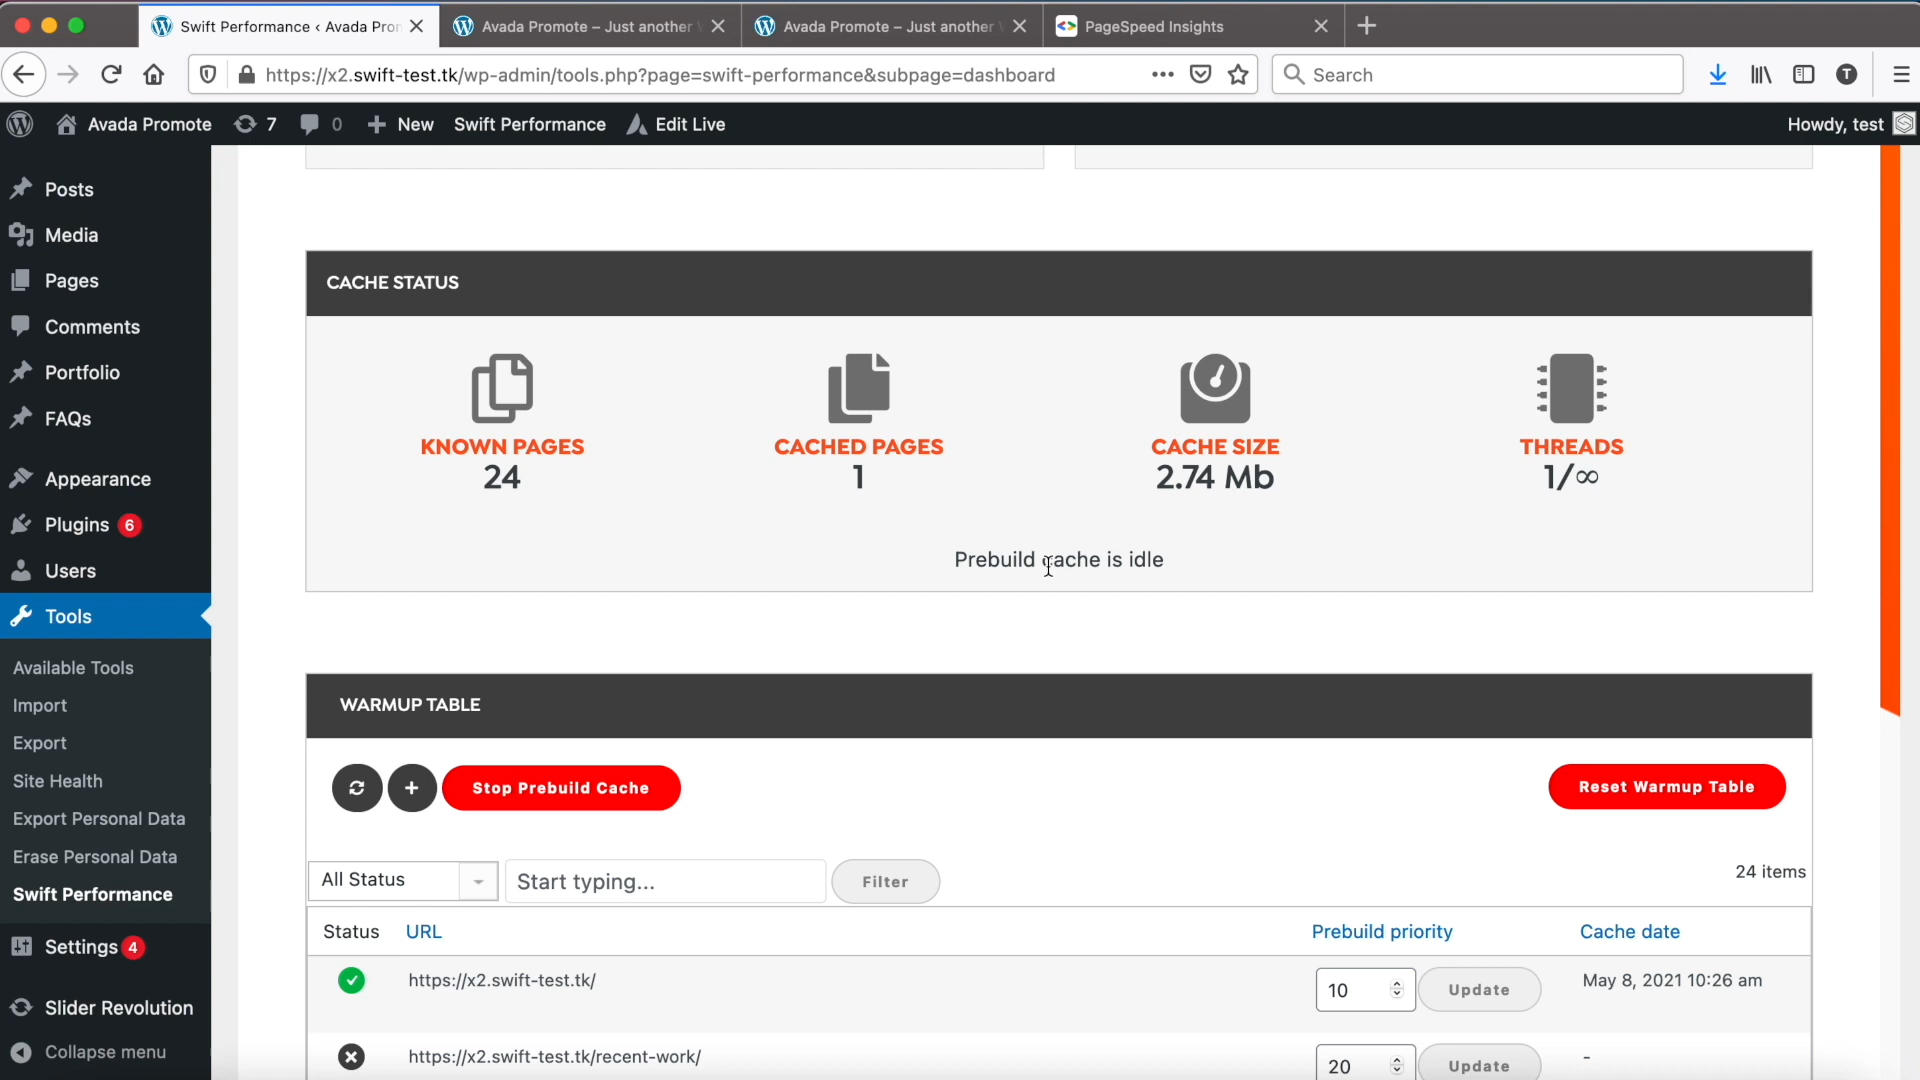 Swift Performance ‹ Avada Pron
Avada Promote – Just another
Avada Promote – Just another
PageSpeed Insights
https://x2.swift-test.tk/wp-admin/tools.php?page=swift-performance&subpage=dashboard
Search
T
Avada Promote
7
0
New
Swift Performance
Edit Live
Howdy, test
Posts
Media
Pages
Comments
Portfolio
FAQs
Appearance
Plugins 6
Users
Tools
Available Tools
Import
Export
Site Health
Export Personal Data
Erase Personal Data
Swift Performance
Settings 4
Slider Revolution
Collapse menu
CACHE STATUS
KNOWN PAGES
24
CACHED PAGES
1
CACHE SIZE
2.74 Mb
THREADS
1/∞
Prebuild cache is idle
WARMUP TABLE
Stop Prebuild Cache
Reset Warmup Table
All Status
Start typing...
Filter
24 items
Status URL Prebuild priority Cache date
https://x2.swift-test.tk/ 10 Update May 8, 2021 10:26 am
https://x2.swift-test.tk/recent-work/ 20 Update -